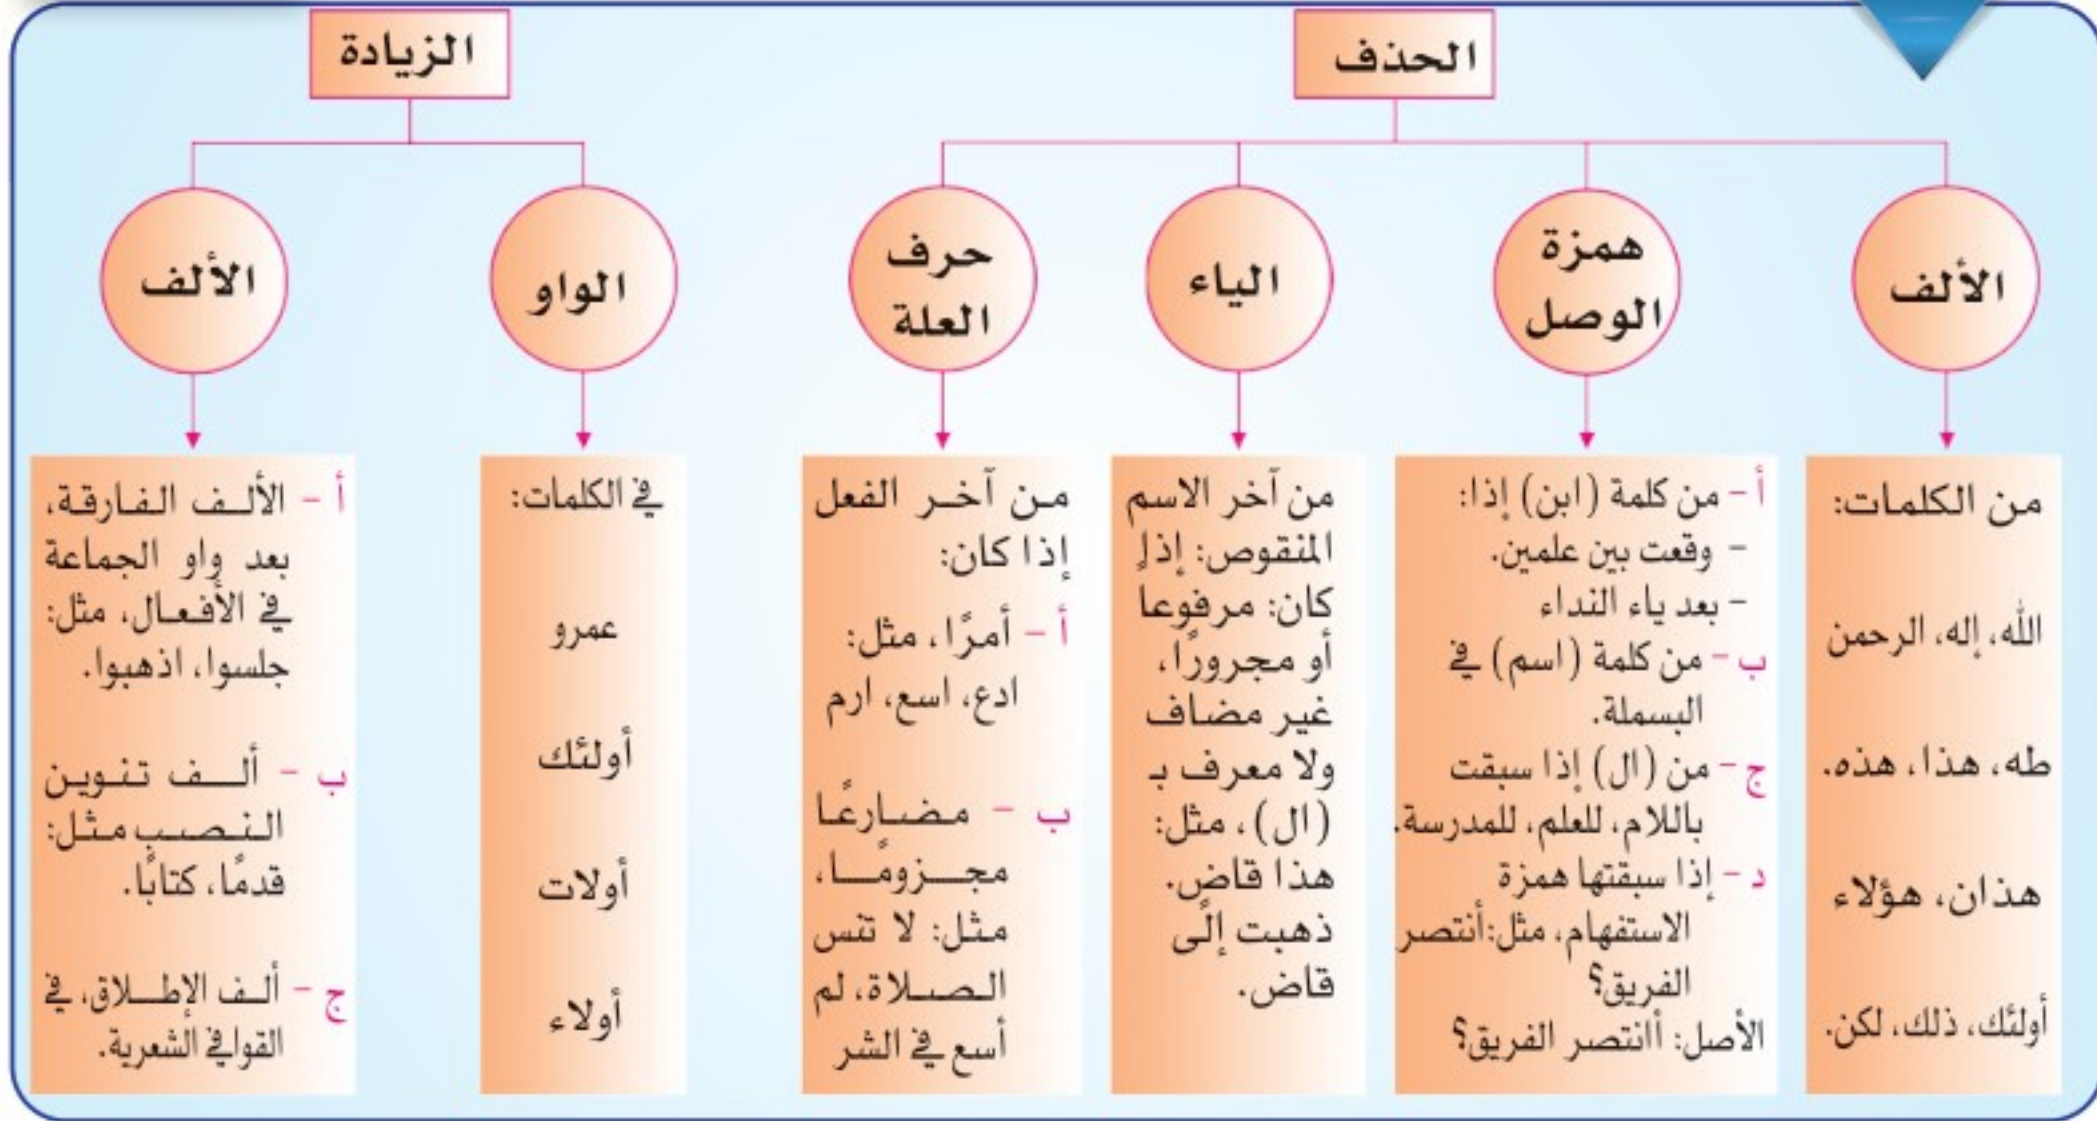 الحذف
الألف
من الكلمات:
الله، إله، الرحمن
طه، هذا، هذه.
هذان، هؤلاء
أولئك، ذلك، لكن.
همزة
الوصل
أ - من كلمة (ابن) إذا:
- وقعت بين علمين.
- بعد ياء النداء
ب - من كلمة (اسم) في
البسملة.
ج - من (ال) إذا سبقت
باللام، للعلم، للمدرسة.
د - إذا سبقتها همزة
الاستفهام، مثل: أنتصر
الفريق؟
الأصل: أانتصر الفريق؟
الياء
من آخر الاسم
المنقوص: إذا
كان: مرفوعا
أو مجرورًا،
غير مضاف
ولا معرف بـ
(ال)، مثل:
هذا قاض.
ذهبت إلى
قاض.
حرف
العلة
من آخر الفعل
إذا كان:
أ - أمرًا، مثل:
ادع، اسع، ارم
ب - مضارعًا
مجزومًا،
مثل: لا تنس
الصلاة، لم
أسع في الشر
الزيادة
الواو
في الكلمات:
عمرو
أولئك
أولات
أولاء
الألف
أ - الألف الفارقة،
بعد واو الجماعة
في الأفعال، مثل:
جلسوا، اذهبوا.
ب - ألف تنوين
النصب مثل:
قدمًا، كتابًا.
ج - ألف الإطلاق، في
القوافي الشعرية.